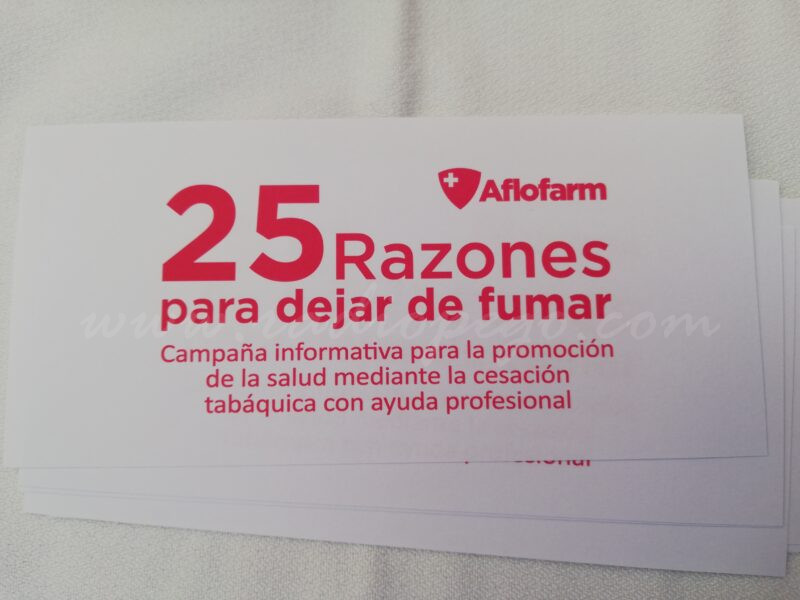 Aflofarm
25 Razones
para dejar de fumar
Campaña informativa para la promoción
de la salud mediante la cesación
tabáquica con ayuda profesional